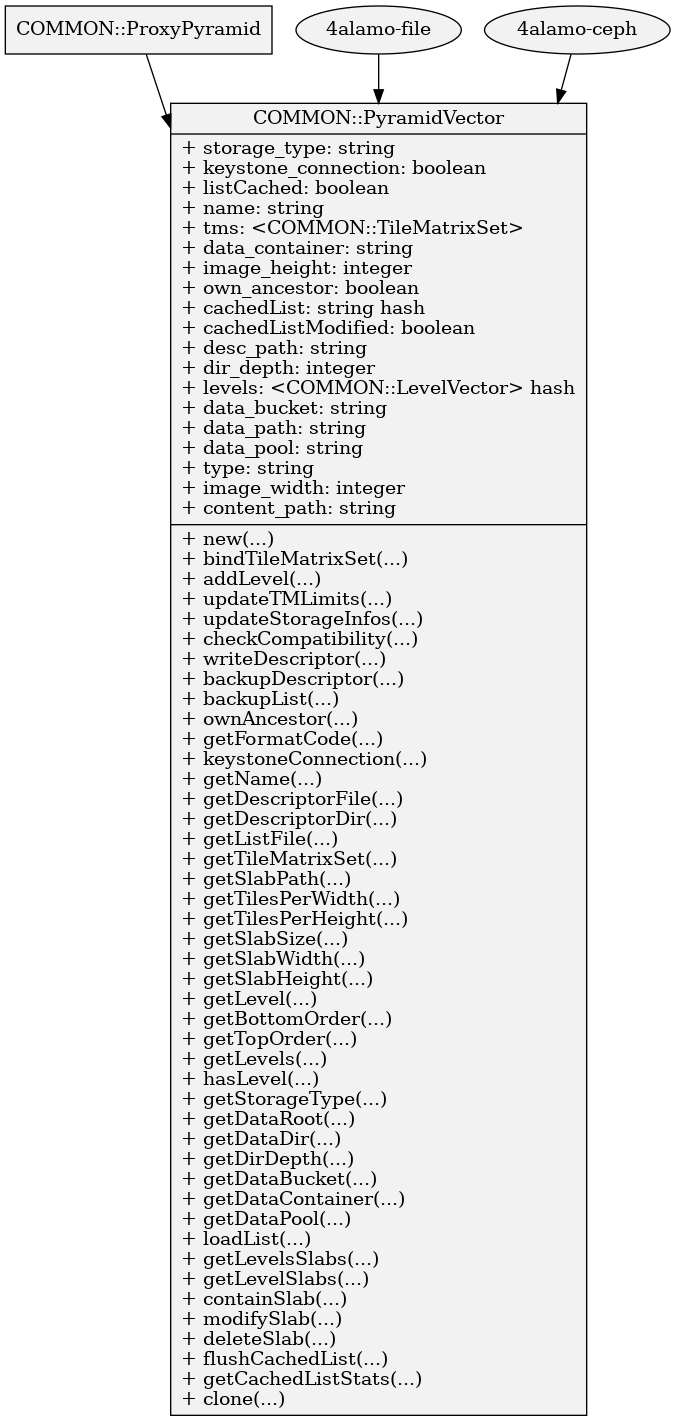 COMMON::ProxyPyramid
4alamo-file
4alamo-ceph
COMMON::PyramidVector
+ storage_type: string
+ keystone_connection: boolean
+ listCached: boolean
+ name: string
+ tms: <COMMON::TileMatrixSet>
+ data_container: string
+ image_height: integer
+ own_ancestor: boolean
+ cachedList: string hash
+ cachedListModified: boolean
+ desc_path: string
+ dir_depth: integer
+ levels: <COMMON::LevelVector> hash
+ data_bucket: string
+ data_path: string
+ data_pool: string
+ type: string
+ image_width: integer
+ content_path: string
+ new(...)
+ bindTileMatrixSet(...)
+ addLevel(...)
+ updateTMLimits(...)
+ updateStorageInfos(...)
+ checkCompatibility(...)
+ writeDescriptor(...)
+ backupDescriptor(...)
+ backupList(...)
+ ownAncestor(...)
+ getFormatCode(...)
+ keystoneConnection(...)
+ getName(...)
+ getDescriptorFile(...)
+ getDescriptorDir(...)
+ getListFile(...)
+ getTileMatrixSet(...)
+ getSlabPath(...)
+ getTilesPerWidth(...)
+ getTilesPerHeight(...)
+ getSlabSize(...)
+ getSlabWidth(...)
+ getSlabHeight(...)
+ getLevel(...)
+ getBottomOrder(...)
+ getTopOrder(...)
+ getLevels(...)
+ hasLevel(...)
+ getStorageType(...)
+ getDataRoot(...)
+ getDataDir(...)
+ getDirDepth(...)
+ getDataBucket(...)
+ getDataContainer(...)
+ getDataPool(...)
+ loadList(...)
+ getLevelsSlabs(...)
+ getLevelSlabs(...)
+ containSlab(...)
+ modifySlab(...)
+ deleteSlab(...)
+ flushCachedList(...)
+ getCachedListStats(...)
+ clone(...)